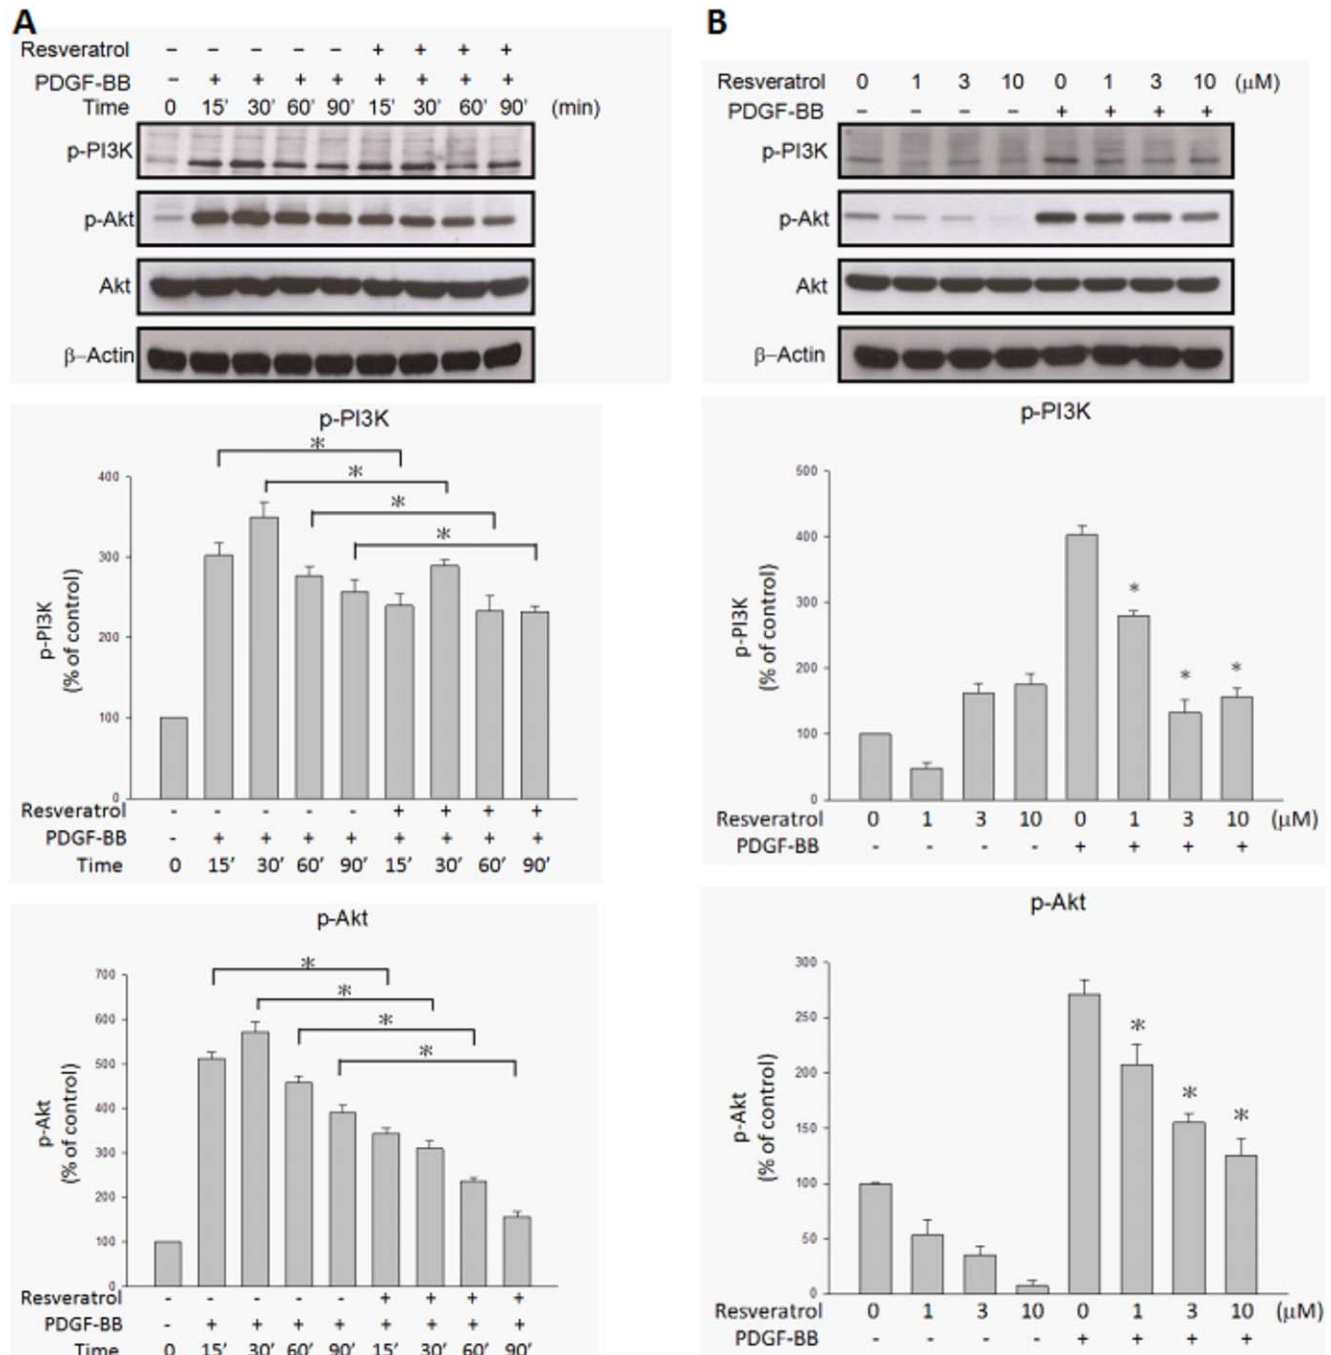 A
Resveratrol - - - - - + + + +
PDGF-BB - + + + + + + + +
Time 0 15' 30' 60' 90' 15' 30' 60' 90' (min)
p-PI3K
p-Akt
Akt
β-Actin
p-PI3K
* * * *
400
300
200
100
0
p-PI3K
(% of control)
Resveratrol - - - - - + + + +
PDGF-BB - + + + + + + + +
Time 0 15' 30' 60' 90' 15' 30' 60' 90'
p-Akt
* * * *
700
600
500
400
300
200
100
0
p-Akt
(% of control)
Resveratrol - - - - - + + + +
PDGF-BB - + + + + + + + +
Time 0 15' 30' 60' 90' 15' 30' 60' 90'
B
Resveratrol 0 1 3 10 0 1 3 10 (μM)
PDGF-BB - - - - + + + +
p-PI3K
p-Akt
Akt
β-Actin
p-PI3K
500
400
300
200
100
0
p-PI3K
(% of control)
* * *
Resveratrol 0 1 3 10 0 1 3 10 (μM)
PDGF-BB - - - - + + + +
p-Akt
300
250
200
150
100
50
0
p-Akt
(% of control)
* * *
Resveratrol 0 1 3 10 0 1 3 10 (μM)
PDGF-BB - - - - + + + +